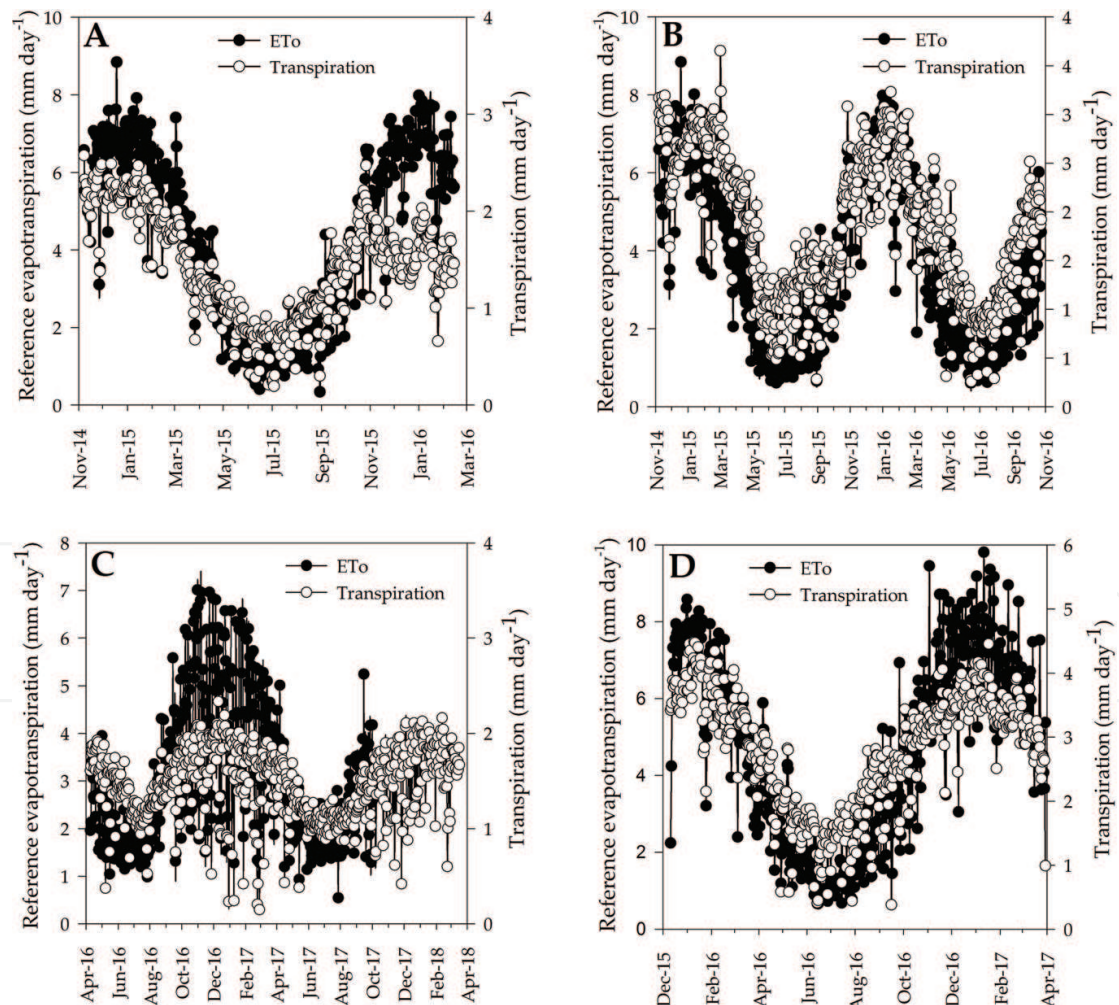 A
ETo
Transpiration
Reference evapotranspiration (mm day-1)
10
8
6
4
2
0
Transpiration (mm day-1)
4
3
2
1
0
Nov-14
Jan-15
Mar-15
May-15
Jul-15
Sep-15
Nov-15
Jan-16
Mar-16
B
ETo
Transpiration
Reference evapotranspiration (mm day-1)
10
8
6
4
2
0
Transpiration (mm day-1)
4
4
3
3
2
2
1
1
0
Nov-14
Jan-15
Mar-15
May-15
Jul-15
Sep-15
Nov-15
Jan-16
Mar-16
May-16
Jul-16
Sep-16
Nov-16
C
ETo
Transpiration
Reference evapotranspiration (mm day-1)
8
7
6
5
4
3
2
1
0
Transpiration (mm day-1)
4
3
2
1
0
Apr-16
Jun-16
Aug-16
Oct-16
Dec-16
Feb-17
Apr-17
Jun-17
Aug-17
Oct-17
Dec-17
Feb-18
Apr-18
D
ETo
Transpiration
Reference evapotranspiration (mm day-1)
10
8
6
4
2
0
Transpiration (mm day-1)
6
5
4
3
2
1
0
Dec-15
Feb-16
Apr-16
Jun-16
Aug-16
Oct-16
Dec-16
Feb-17
Apr-17